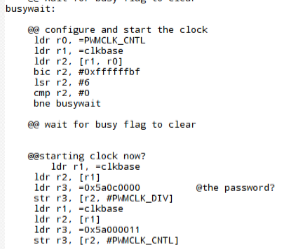 busywait:
@@ configure and start the clock
ldr r0, =PWMCLK_CNTL
ldr r1, =clkbase
ldr r2, [r1, r0]
bic r2, #0xffffffbf
lsr r2, #6
cmp r2, #0
bne busywait
@@ wait for busy flag to clear
@@starting clock now?
ldr r1, =clkbase
ldr r2, [r1]
ldr r3, =0x5a0c0000 @the password?
str r3, [r2, #PWMCLK_DIV]
ldr r1, =clkbase
ldr r2, [r1]
ldr r3, =0x5a000011
str r3, [r2, #PWMCLK_CNTL]